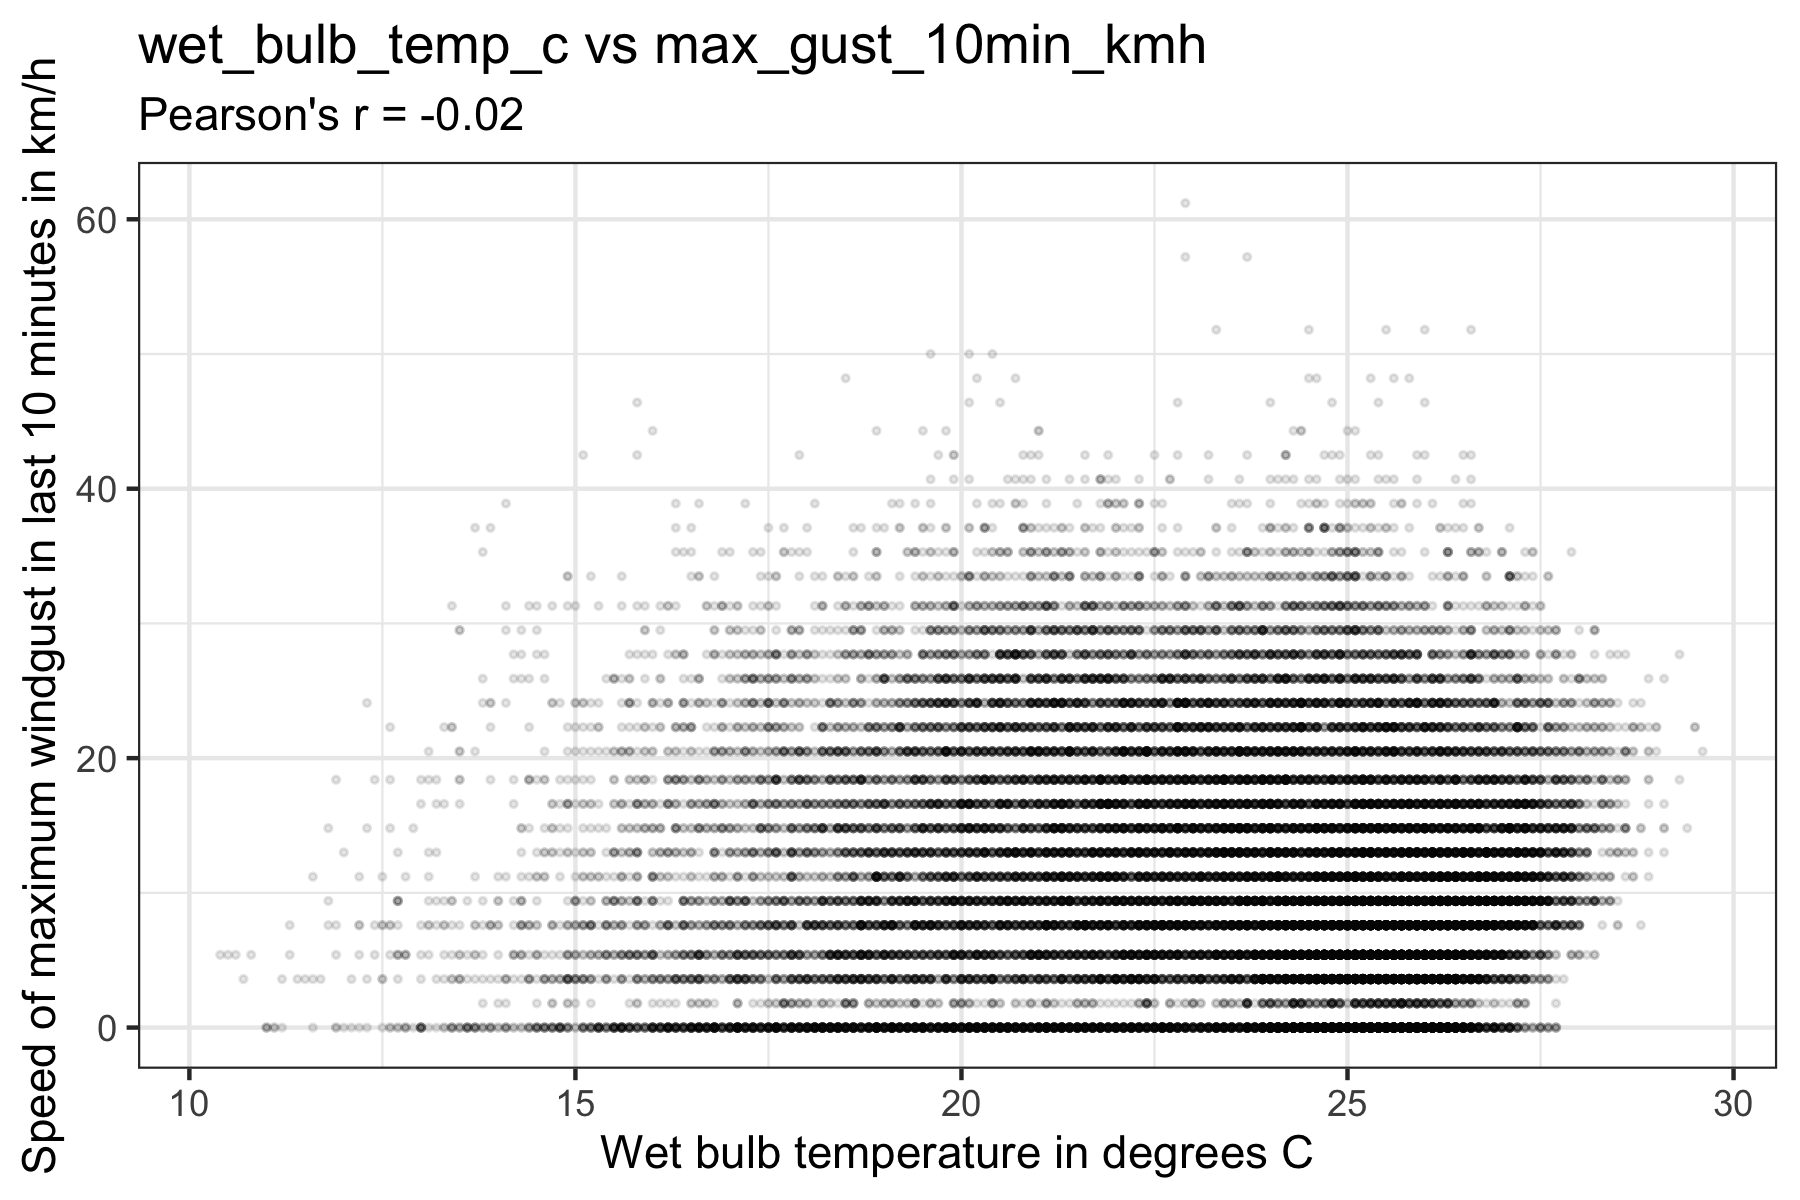 wet_bulb_temp_c vs max_gust_10min_kmh
Pearson's r = -0.02
Speed of maximum windgust in last 10 minutes in km/h
60
40
20
0
10 15 20 25 30
Wet bulb temperature in degrees C